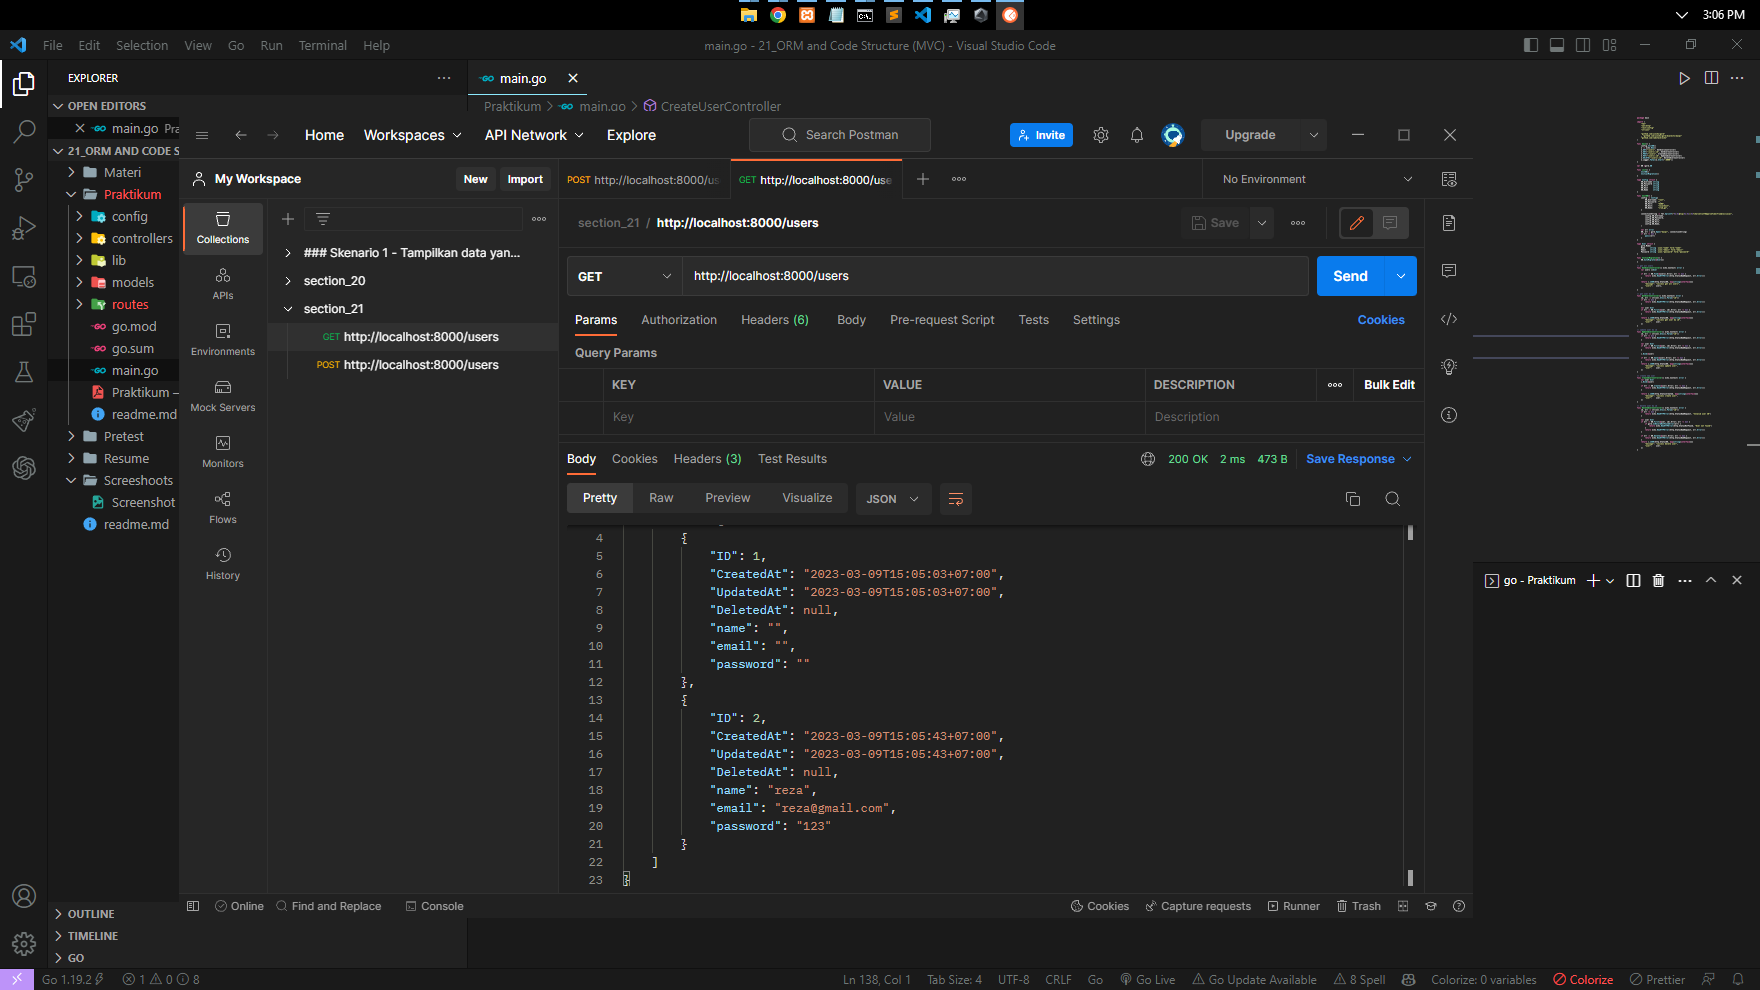 3:06 PM
File Edit Selection View Go Run Terminal Help
main.go - 21_ORM and Code Structure (MVC) - Visual Studio Code
EXPLORER
main.go
OPEN EDITORS
Praktikum > main.go > CreateUserController
main.go Pra
21_ORM AND CODE S
Materi
Praktikum
config
controllers
lib
models
routes
go.mod
go.sum
main.go
Praktikum –
readme.md
Pretest
Resume
Screeshoots
Screenshot
readme.md
OUTLINE
TIMELINE
GO
Home Workspaces API Network Explore
Search Postman
Invite
Upgrade
My Workspace
New Import
POST http://localhost:8000/us
GET http://localhost:8000/use
No Environment
Collections
APIs
Environments
Mock Servers
Monitors
Flows
History
### Skenario 1 - Tampilkan data yan...
section_20
section_21
GET http://localhost:8000/users
POST http://localhost:8000/users
section_21 / http://localhost:8000/users
Save
GET http://localhost:8000/users
Send
Params Authorization Headers (6) Body Pre-request Script Tests Settings
Cookies
Query Params
KEY VALUE DESCRIPTION Bulk Edit
Key Value Description
Body Cookies Headers (3) Test Results
200 OK 2 ms 473 B Save Response
Pretty Raw Preview Visualize JSON
4 {
5 "ID": 1,
6 "CreatedAt": "2023-03-09T15:05:03+07:00",
7 "UpdatedAt": "2023-03-09T15:05:03+07:00",
8 "DeletedAt": null,
9 "name": "",
10 "email": "",
11 "password": ""
12 },
13 {
14 "ID": 2,
15 "CreatedAt": "2023-03-09T15:05:43+07:00",
16 "UpdatedAt": "2023-03-09T15:05:43+07:00",
17 "DeletedAt": null,
18 "name": "reza",
19 "email": "reza@gmail.com",
20 "password": "123"
21 }
22 ]
23 }
Online Find and Replace Console
Cookies Capture requests Runner Trash
go - Praktikum
Go 1.19.2 1 0 8
Ln 138, Col 1 Tab Size: 4 UTF-8 CRLF Go Go Live Go Update Available 8 Spell Colorize: 0 variables Colorize Prettier